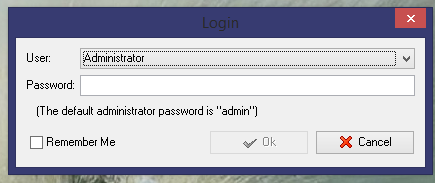 Login
User: Administrator
Password:
(The default administrator password is "admin")
Remember Me Ok Cancel